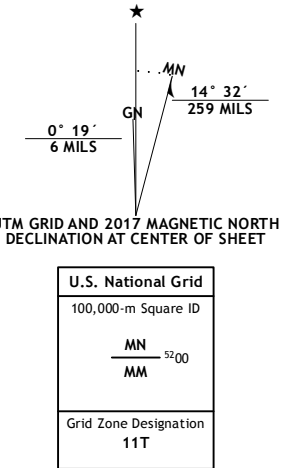 ★
MN
GN
14° 32´
259 MILS
0° 19´
6 MILS
UTM GRID AND 2017 MAGNETIC NORTH
DECLINATION AT CENTER OF SHEET
U.S. National Grid
100,000-m Square ID
MN
5200
MM
Grid Zone Designation
11T